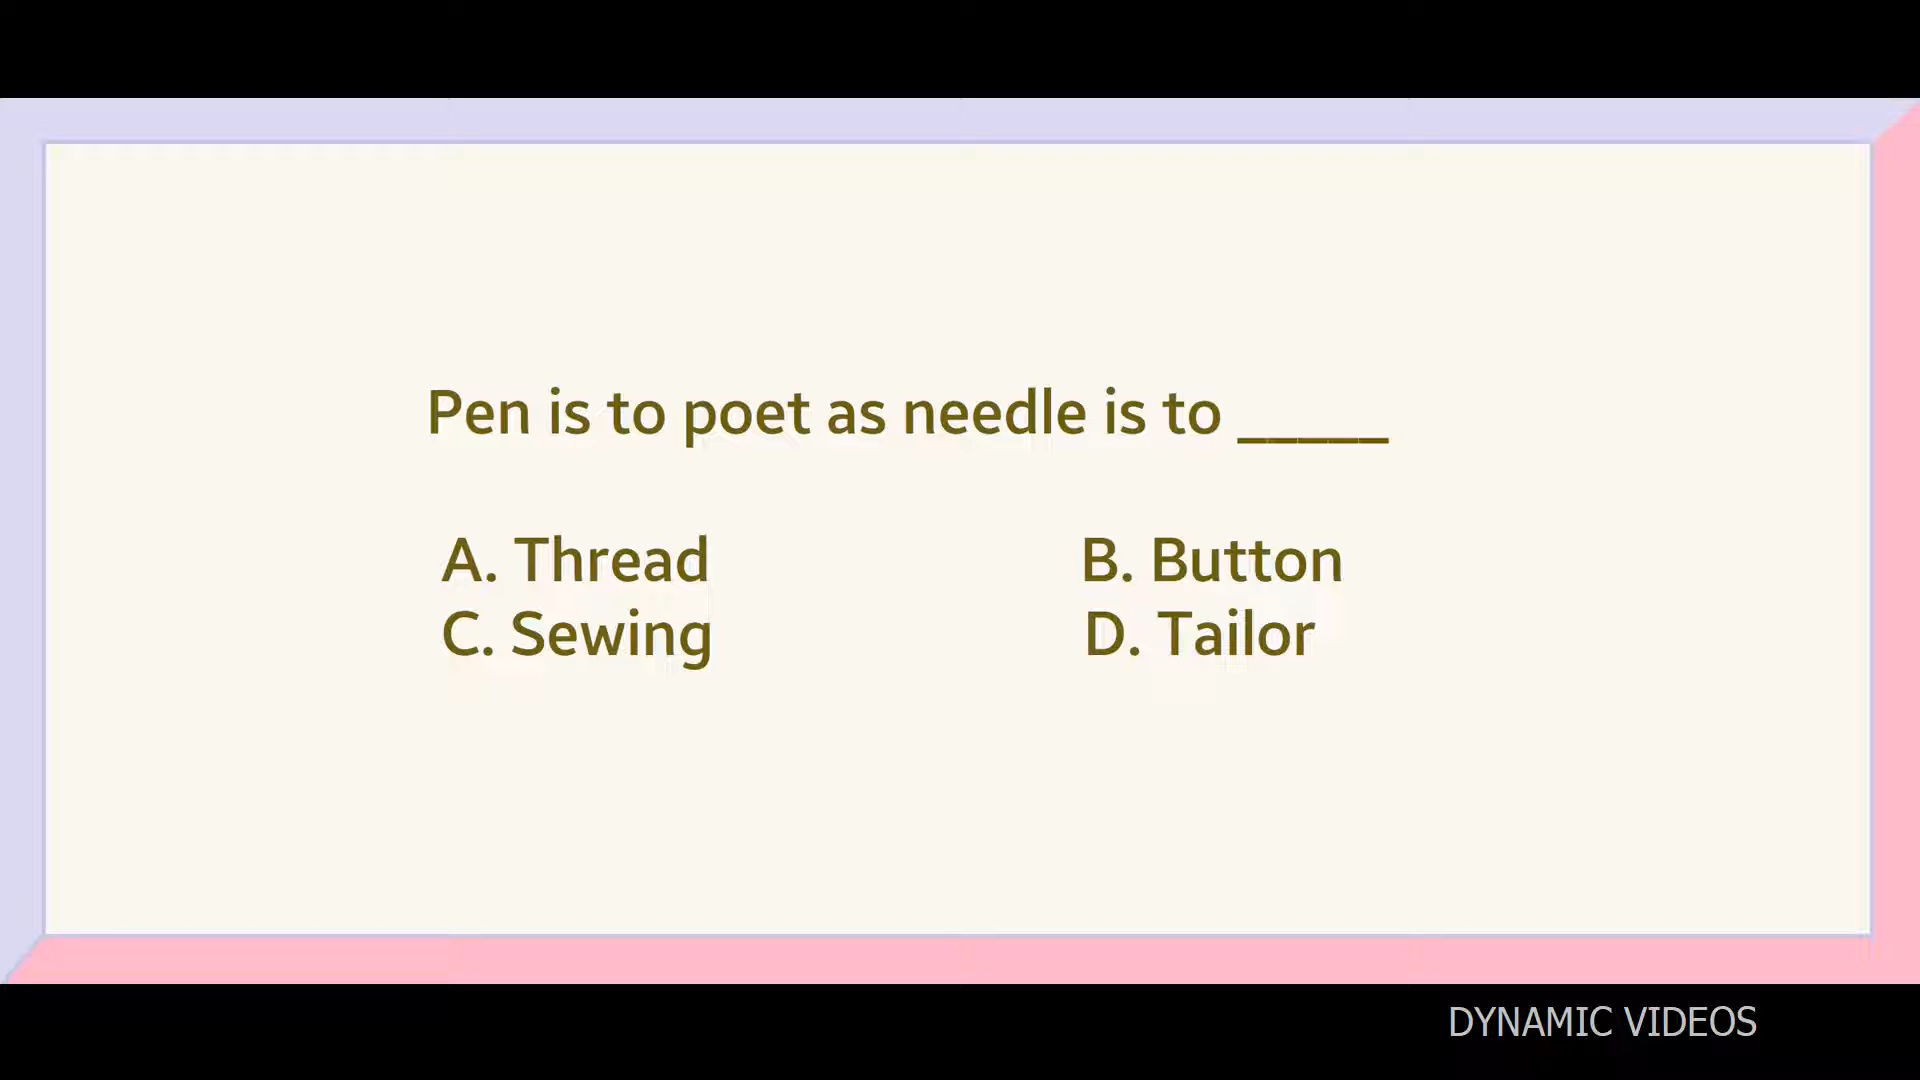 Pen is to poet as needle is to _____
A. Thread B. Button
C. Sewing D. Tailor
DYNAMIC VIDEOS